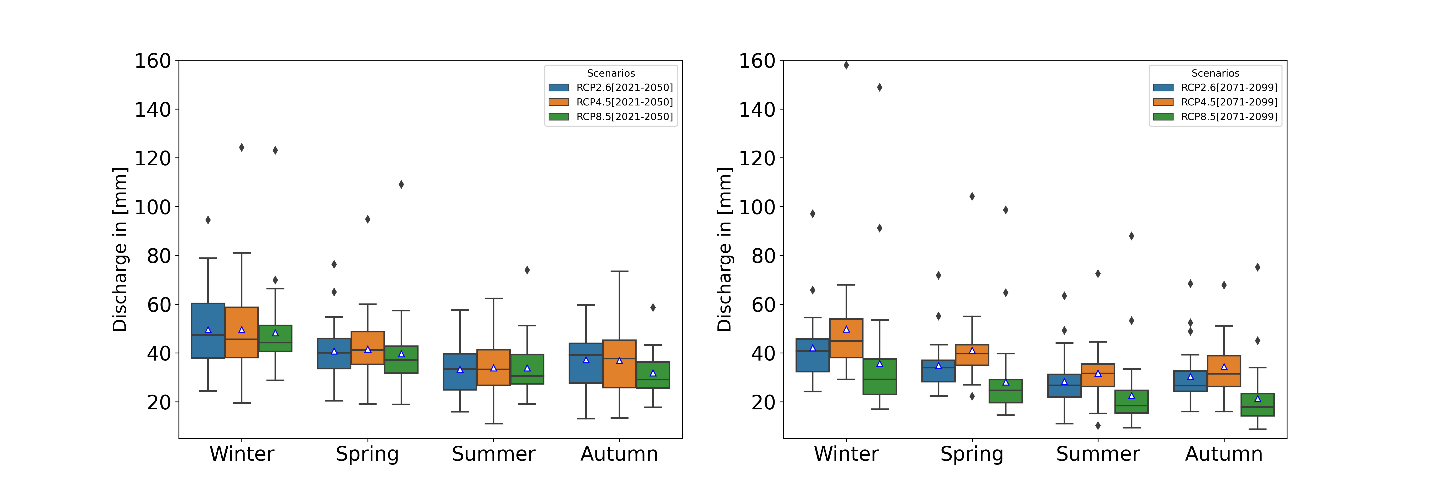 160
140
120
100
80
60
40
20
Discharge in [mm]
Scenarios
RCP2.6[2021-2050]
RCP4.5[2021-2050]
RCP8.5[2021-2050]
Winter Spring Summer Autumn
160
140
120
100
80
60
40
20
Discharge in [mm]
Scenarios
RCP2.6[2071-2099]
RCP4.5[2071-2099]
RCP8.5[2071-2099]
Winter Spring Summer Autumn